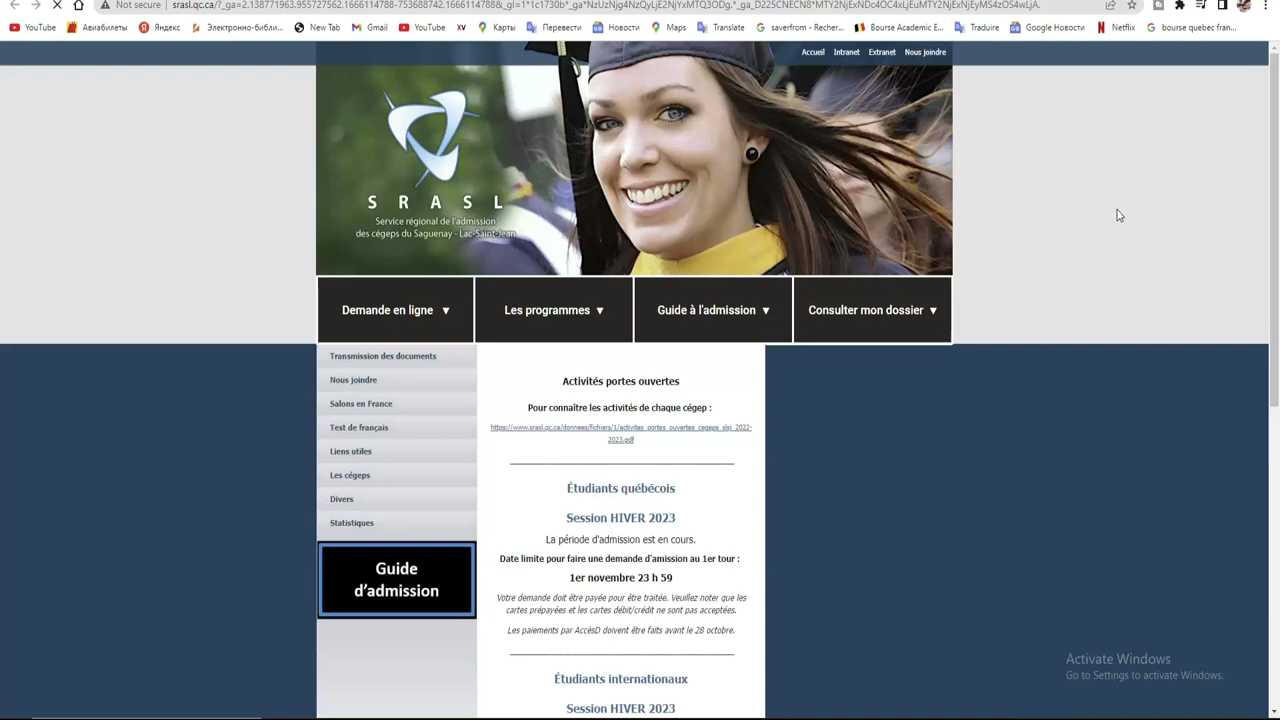 Not secure | srasl.qc.ca/?_ga=2.138771963.955727562.1666114788-753688742.1666114788&_gl=1*1c1730b*_ga*NzUzNjg4NzQyLjE2NjYxMTQ3ODg.*_ga_D225CNECN8*MTY2NjExNDc4OC4xLjEuMTY2NjExNjEyMS4zOS4wLjA.
YouTube Авиабилеты Яндекс Электронно-библи... New Tab Gmail YouTube XV Карты Перевести Новости Maps Translate saverfrom - Recher... Bourse Academic E... Traduire Google Новости Netflix bourse quebec fran...
Accueil Intranet Extranet Nous joindre
SRASL
Service régional de l'admission
des cégeps du Saguenay - Lac-Saint-Jean
Demande en ligne ▼ Les programmes ▼ Guide à l'admission ▼ Consulter mon dossier ▼
Transmission des documents
Nous joindre
Salons en France
Test de français
Liens utiles
Les cégeps
Divers
Statistiques
Guide
d'admission
Activités portes ouvertes
Pour connaître les activités de chaque cégep :
https://www.srasl.qc.ca/donnees/fichiers/1/activites_portes_ouvertes_cegeps_slsj_2022-
2023.pdf
Étudiants québécois
Session HIVER 2023
La période d'admission est en cours.
Date limite pour faire une demande d'amission au 1er tour :
1er novembre 23 h 59
Votre demande doit être payée pour être traitée. Veuillez noter que les
cartes prépayées et les cartes débit/crédit ne sont pas acceptées.
Les paiements par AccèsD doivent être faits avant le 28 octobre.
Étudiants internationaux
Session HIVER 2023
Activate Windows
Go to Settings to activate Windows.